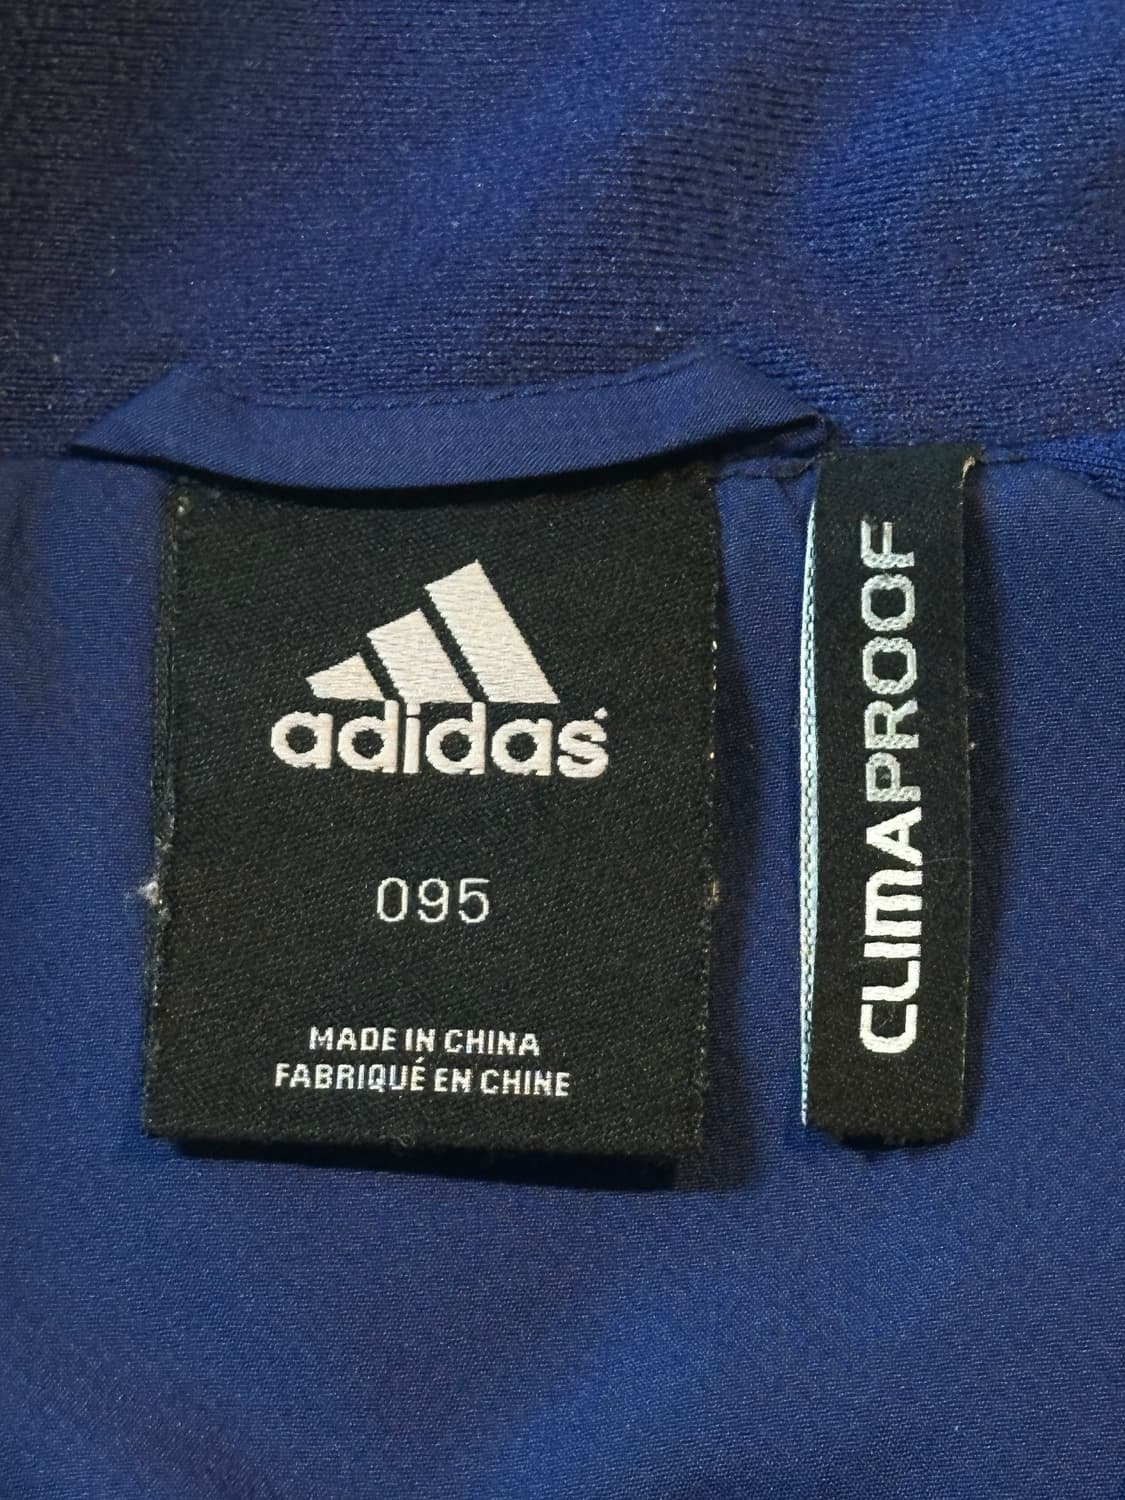 adidas
095
MADE IN CHINA
FABRIQUÉ EN CHINE
CLIMAPROOF